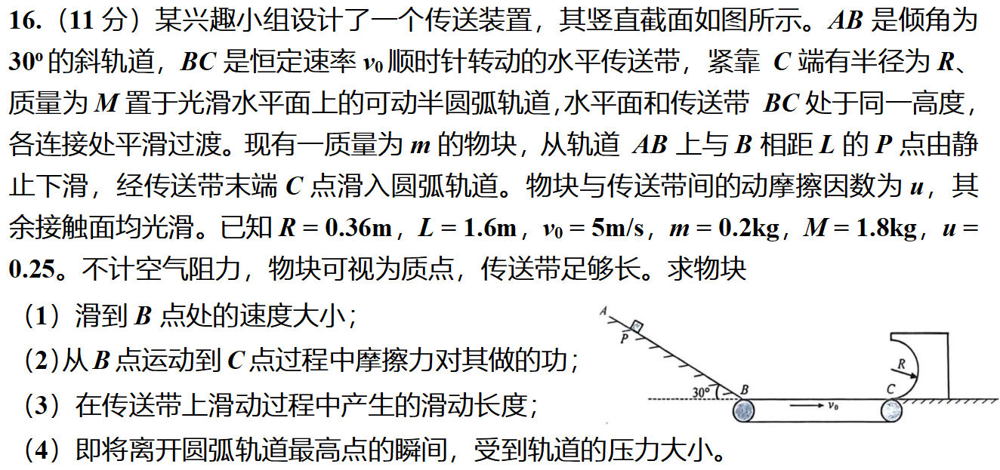 16.（11 分）某兴趣小组设计了一个传送装置，其竖直截面如图所示。AB 是倾角为
30º 的斜轨道，BC 是恒定速率 v₀ 顺时针转动的水平传送带，紧靠 C 端有半径为 R、
质量为 M 置于光滑水平面上的可动半圆弧轨道，水平面和传送带 BC 处于同一高度，
各连接处平滑过渡。现有一质量为 m 的物块，从轨道 AB 上与 B 相距 L 的 P 点由静
止下滑，经传送带末端 C 点滑入圆弧轨道。物块与传送带间的动摩擦因数为 u，其
余接触面均光滑。已知 R = 0.36m，L = 1.6m，v₀ = 5m/s，m = 0.2kg，M = 1.8kg，u =
0.25。不计空气阻力，物块可视为质点，传送带足够长。求物块
（1）滑到 B 点处的速度大小；
（2)从 B 点运动到 C 点过程中摩擦力对其做的功；
（3）在传送带上滑动过程中产生的滑动长度；
（4）即将离开圆弧轨道最高点的瞬间，受到轨道的压力大小。
A
P
30°
B
v₀
C
R